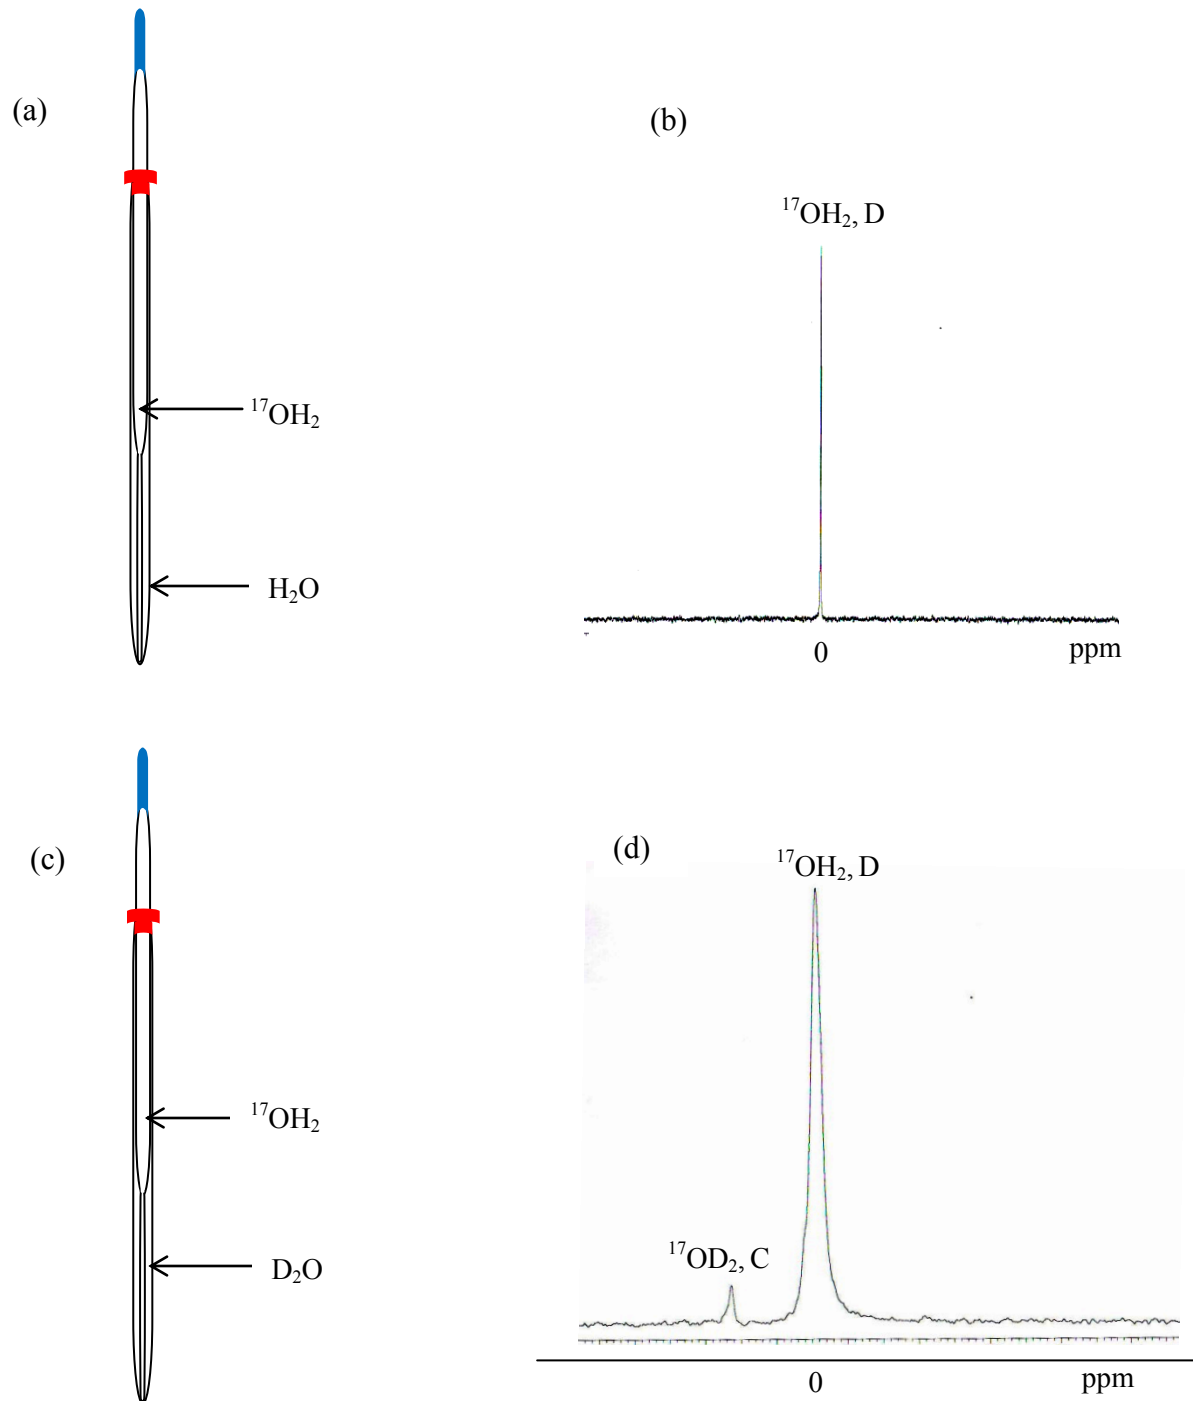 (a)
(b)
¹⁷OH₂, D
¹⁷OH₂
H₂O
0
ppm
(c)
(d)
¹⁷OH₂, D
¹⁷OH₂
¹⁷OD₂, C
D₂O
0
ppm